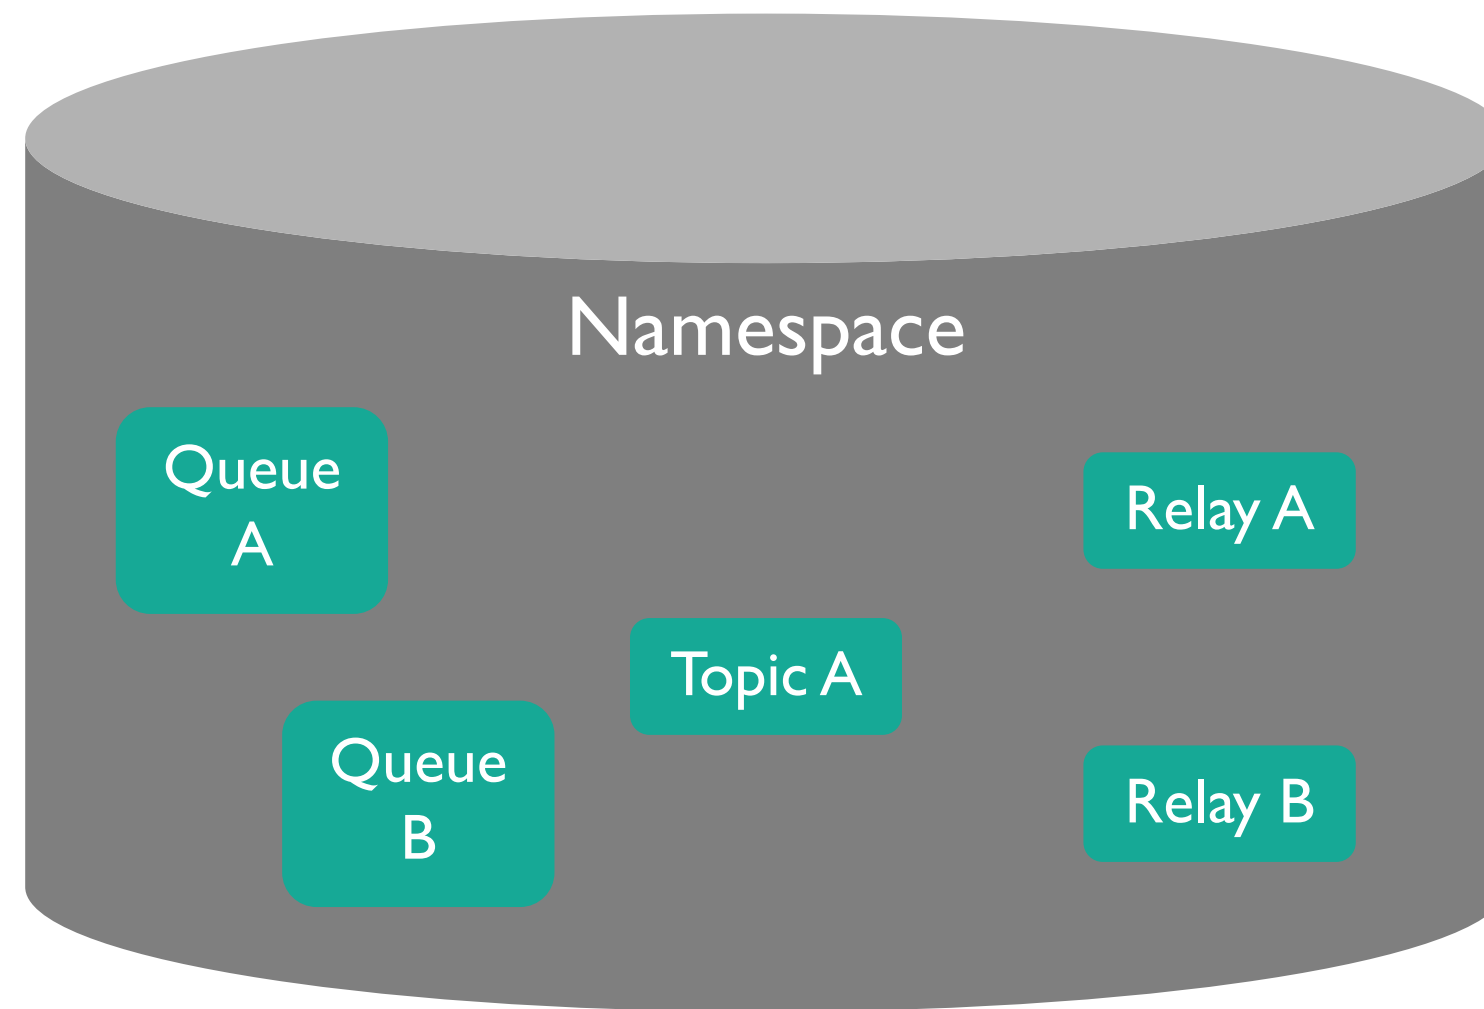 Namespace
Queue
A
Relay A
Topic A
Queue
B
Relay B